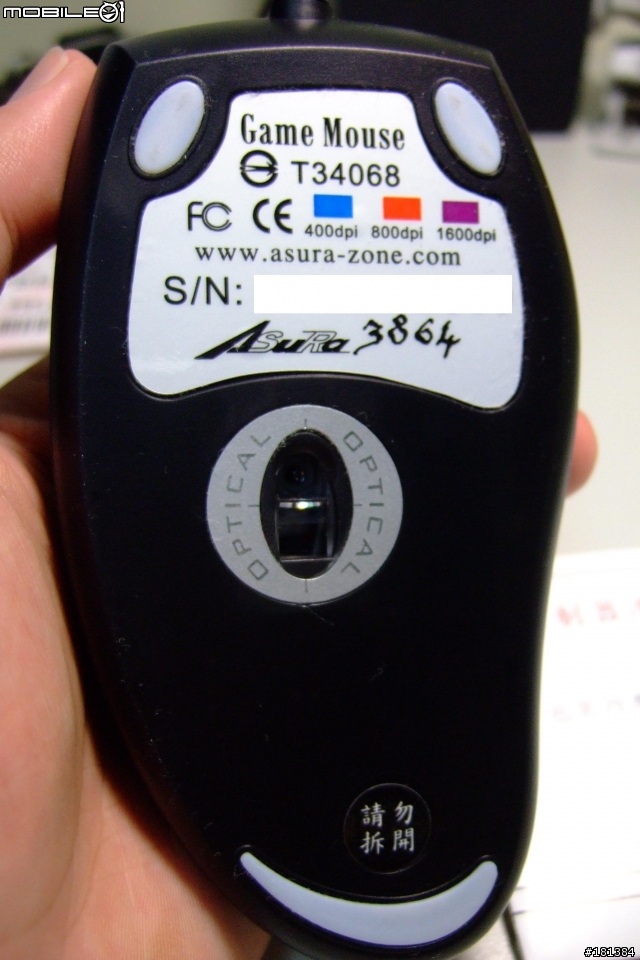 MOBILE01
Game Mouse
T34068
FC CE 400dpi 800dpi 1600dpi
www.asura-zone.com
S/N:
ASuRa 3864
OPTICAL OPTICAL
請勿
拆開
#181384